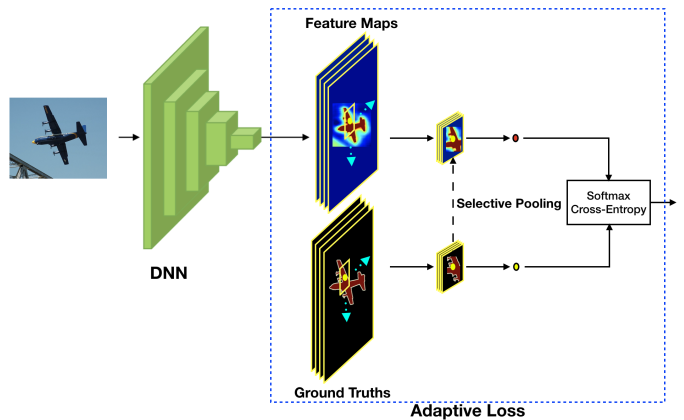 Feature Maps
DNN
Selective Pooling
Softmax
Cross-Entropy
Ground Truths
Adaptive Loss